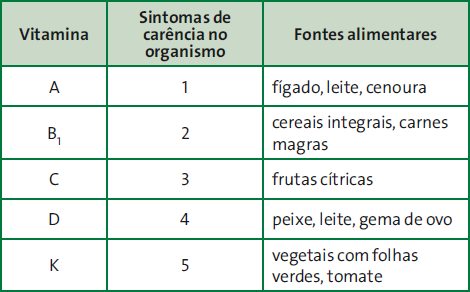 Vitamina
Sintomas de
carência no
organismo
Fontes alimentares
A
1
fígado, leite, cenoura
B1
2
cereais integrais, carnes
magras
C
3
frutas cítricas
D
4
peixe, leite, gema de ovo
K
5
vegetais com folhas
verdes, tomate